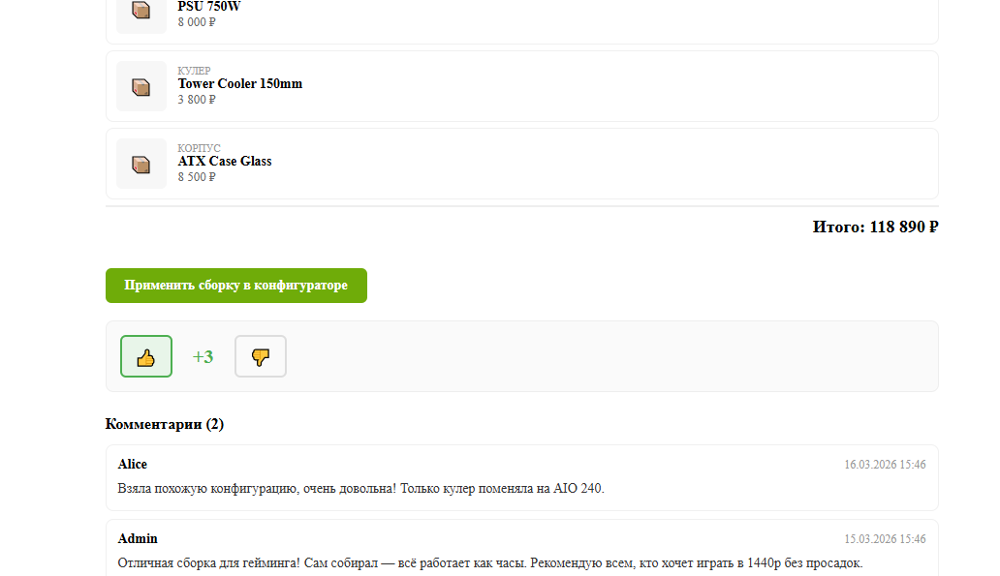 PSU 750W
8 000 ₽
КУЛЕР
Tower Cooler 150mm
3 800 ₽
КОРПУС
ATX Case Glass
8 500 ₽
Итого: 118 890 ₽
Применить сборку в конфигураторе
+3
Комментарии (2)
Alice 16.03.2026 15:46
Взяла похожую конфигурацию, очень довольна! Только кулер поменяла на AIO 240.
Admin 15.03.2026 15:46
Отличная сборка для гейминга! Сам собирал — всё работает как часы. Рекомендую всем, кто хочет играть в 1440p без просадок.